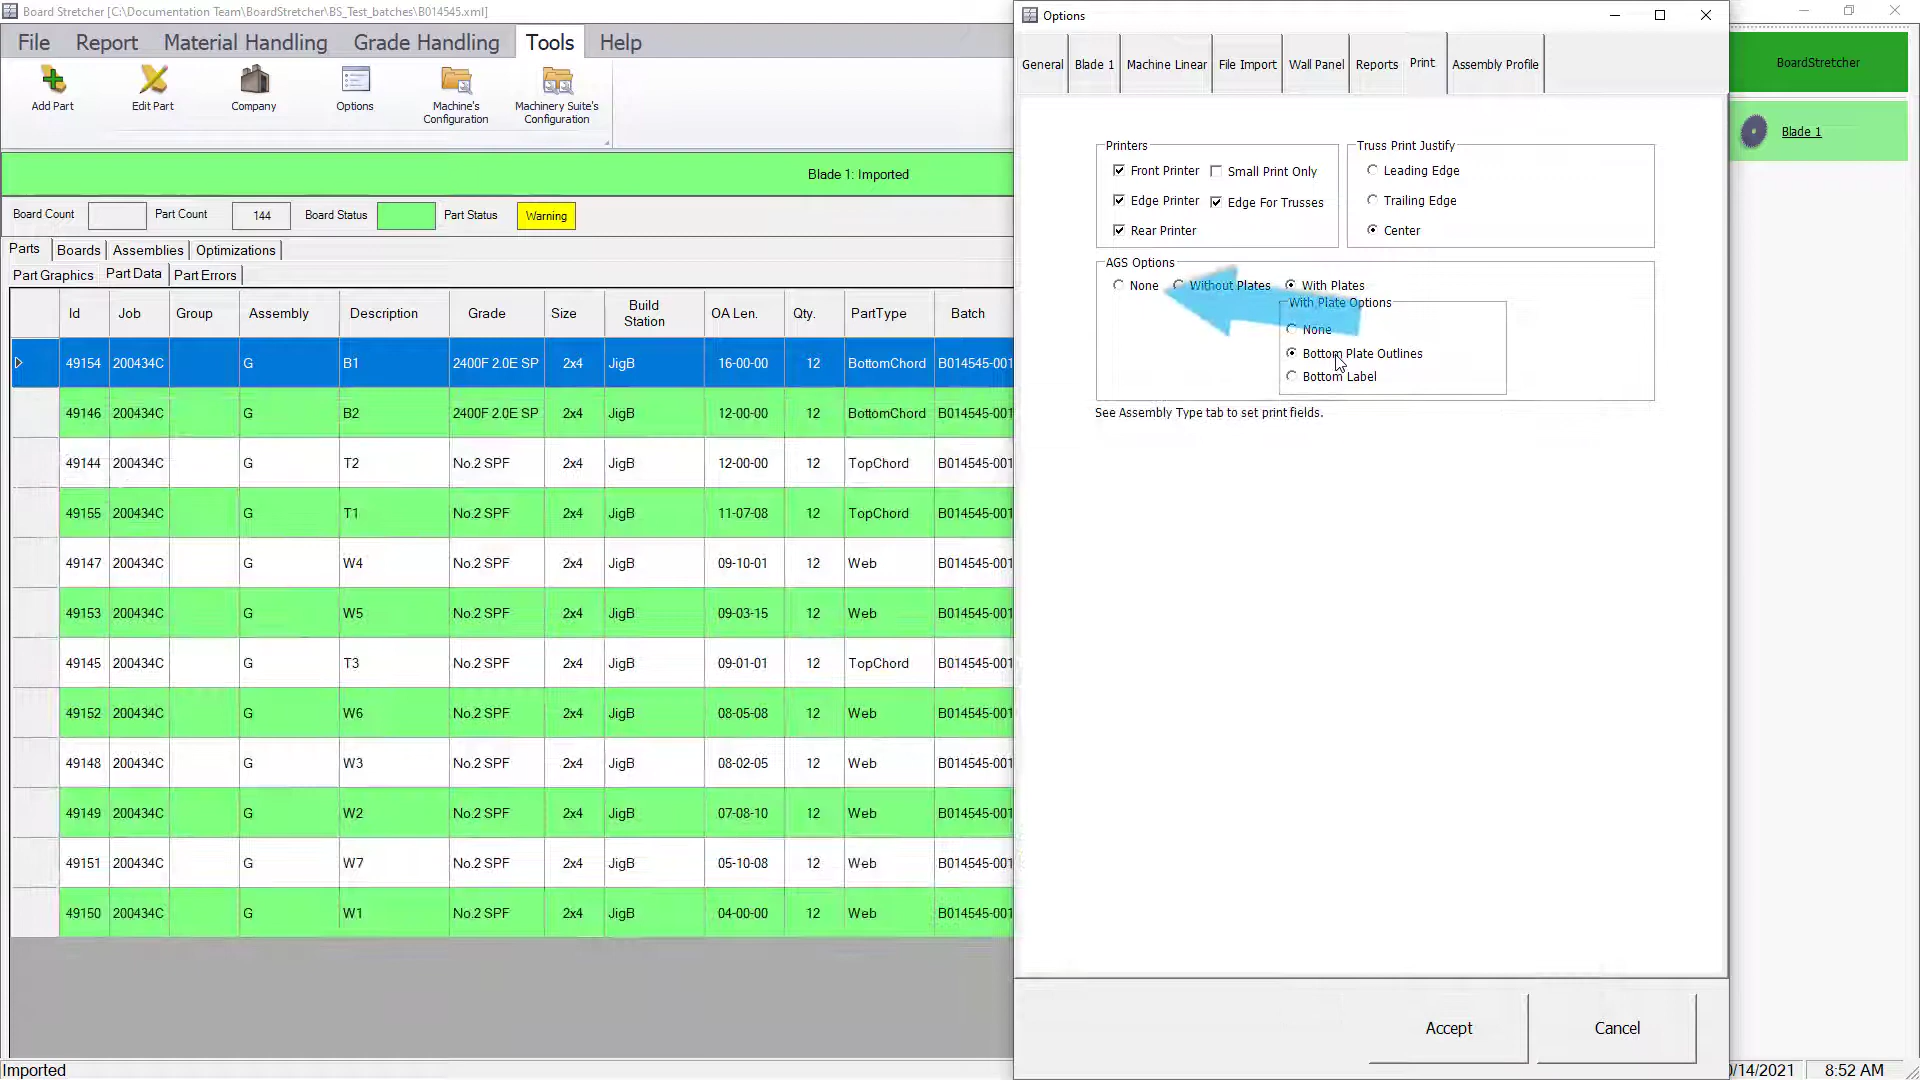 Board Stretcher [C:\Documentation Team\BoardStretcher\BS_Test_batches\B014545.xml]
File Report Material Handling Grade Handling Tools Help
Add Part
Edit Part
Company
Options
Machine's
Configuration
Machinery Suite's
Configuration
Blade 1: Imported
Board Count Part Count 144 Board Status Part Status Warning
Parts Boards Assemblies Optimizations
Part Graphics Part Data Part Errors
Id Job Group Assembly Description Grade Size Build Station OA Len. Qty. PartType Batch
49154 200434C G B1 2400F 2.0E SP 2x4 JigB 16-00-00 12 BottomChord B014545-001
49146 200434C G B2 2400F 2.0E SP 2x4 JigB 12-00-00 12 BottomChord B014545-001
49144 200434C G T2 No.2 SPF 2x4 JigB 12-00-00 12 TopChord B014545-001
49155 200434C G T1 No.2 SPF 2x4 JigB 11-07-08 12 TopChord B014545-001
49147 200434C G W4 No.2 SPF 2x4 JigB 09-10-01 12 Web B014545-001
49153 200434C G W5 No.2 SPF 2x4 JigB 09-03-15 12 Web B014545-001
49145 200434C G T3 No.2 SPF 2x4 JigB 09-01-01 12 TopChord B014545-001
49152 200434C G W6 No.2 SPF 2x4 JigB 08-05-08 12 Web B014545-001
49148 200434C G W3 No.2 SPF 2x4 JigB 08-02-05 12 Web B014545-001
49149 200434C G W2 No.2 SPF 2x4 JigB 07-08-10 12 Web B014545-001
49151 200434C G W7 No.2 SPF 2x4 JigB 05-10-08 12 Web B014545-001
49150 200434C G W1 No.2 SPF 2x4 JigB 04-00-00 12 Web B014545-001
Imported
Options
General Blade 1 Machine Linear File Import Wall Panel Reports Print Assembly Profile
Printers
Front Printer Small Print Only
Edge Printer Edge For Trusses
Rear Printer
Truss Print Justify
Leading Edge
Trailing Edge
Center
AGS Options
None Without Plates With Plates
With Plate Options
None
Bottom Plate Outlines
Bottom Label
See Assembly Type tab to set print fields.
Accept Cancel
BoardStretcher
Blade 1
/14/2021 8:52 AM